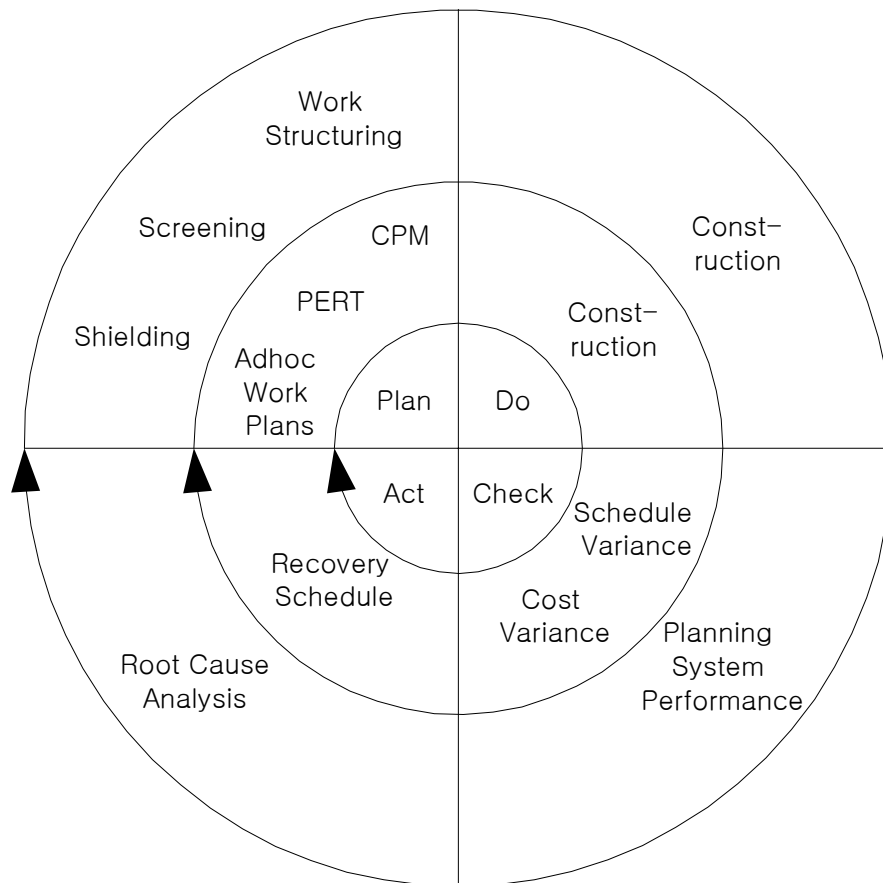 Work
Structuring
Screening
Shielding
CPM
PERT
Adhoc
Work
Plans
Plan
Do
Const-
ruction
Const-
ruction
Act
Check
Recovery
Schedule
Root Cause
Analysis
Schedule
Variance
Cost
Variance
Planning
System
Performance